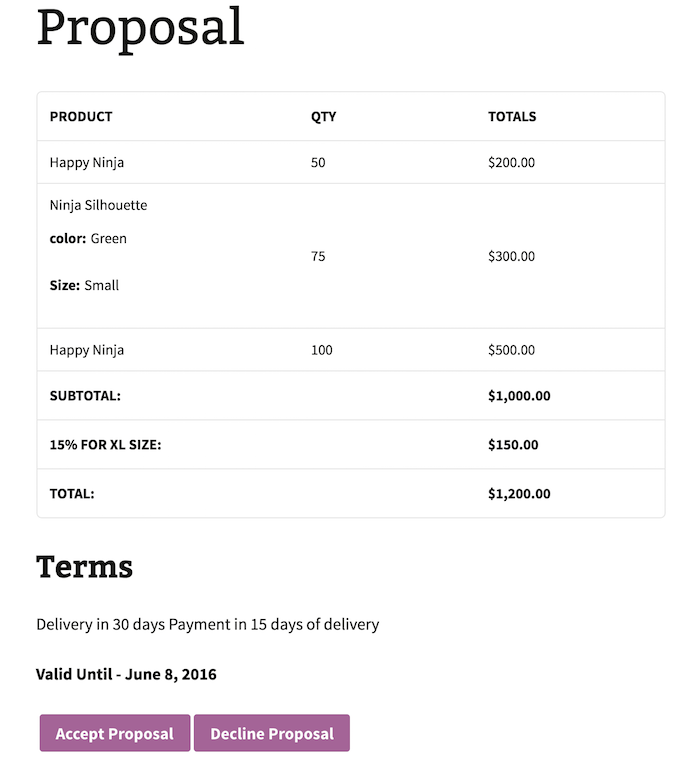 Proposal
PRODUCT QTY TOTALS
Happy Ninja 50 $200.00
Ninja Silhouette
color: Green
75 $300.00
Size: Small
Happy Ninja 100 $500.00
SUBTOTAL: $1,000.00
15% FOR XL SIZE: $150.00
TOTAL: $1,200.00
Terms
Delivery in 30 days Payment in 15 days of delivery
Valid Until - June 8, 2016
Accept Proposal Decline Proposal